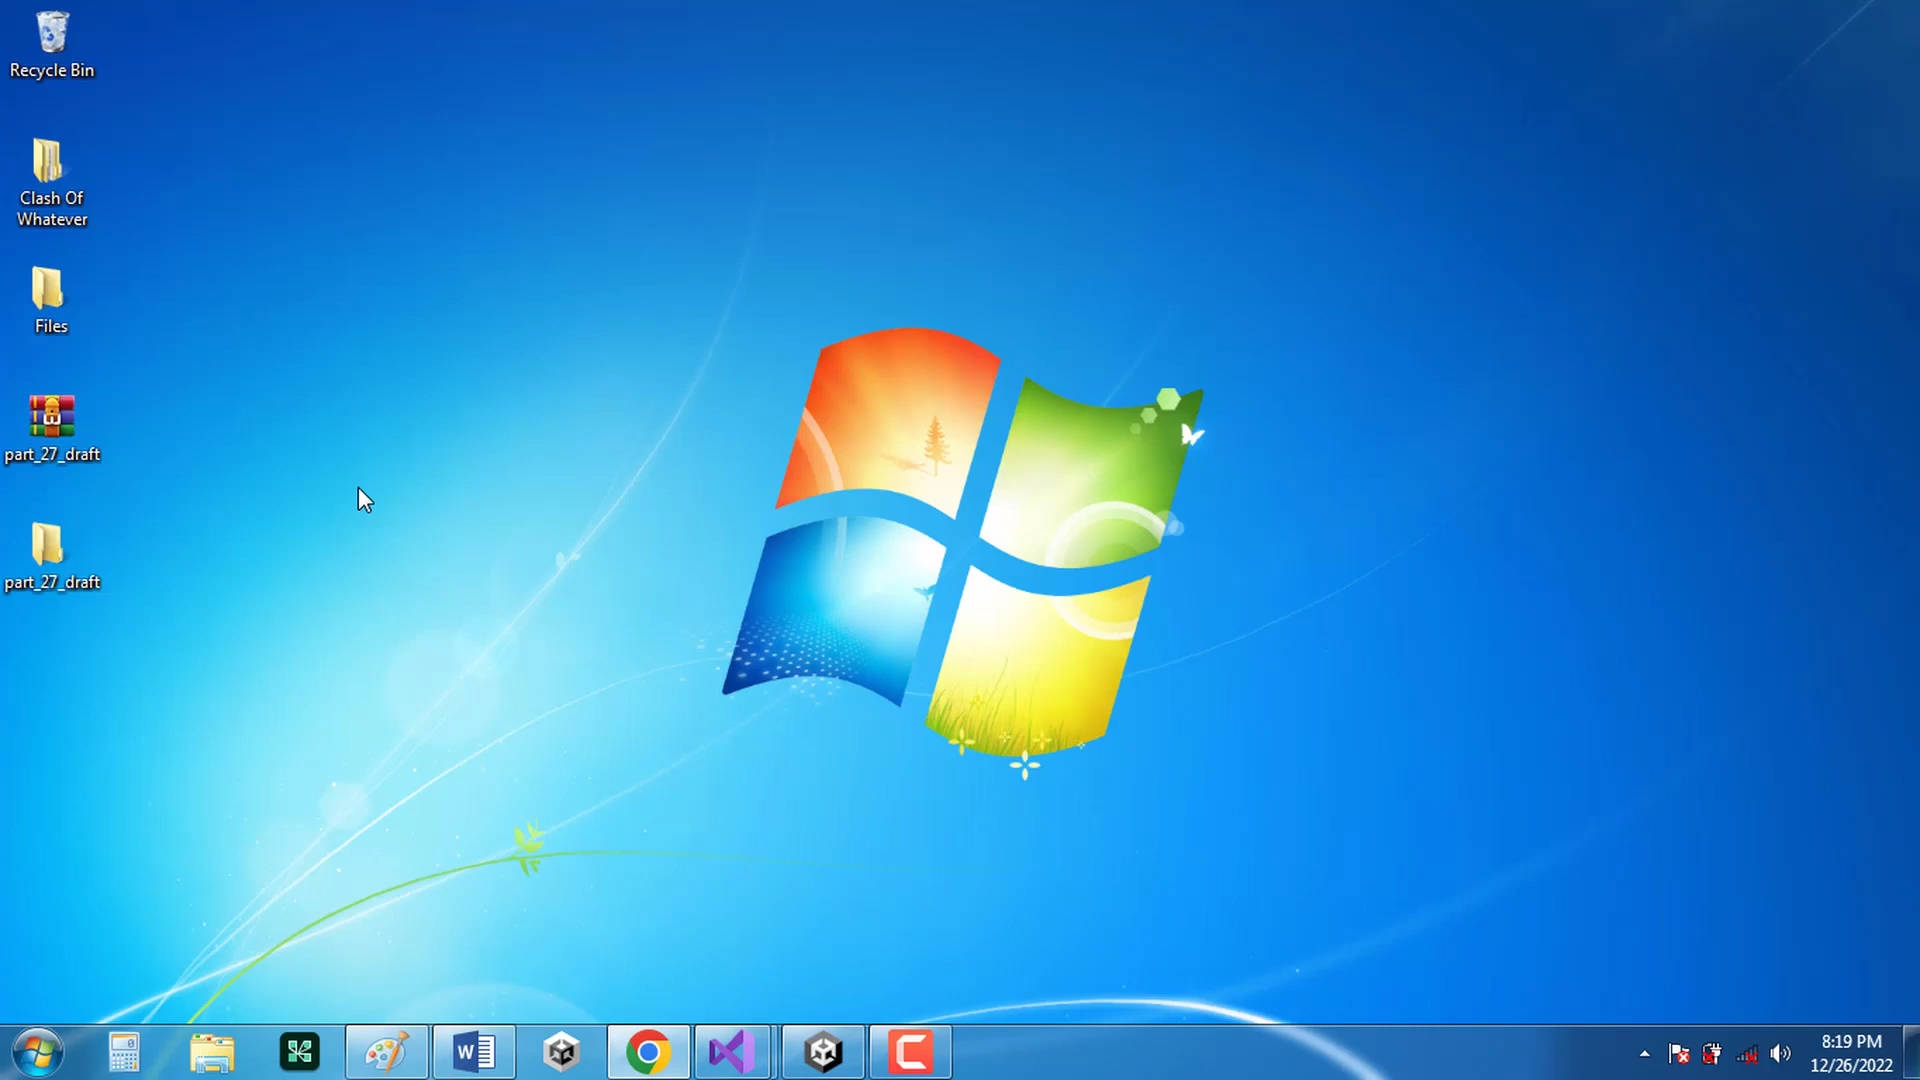 Recycle Bin
Clash Of
Whatever
Files
part_27_draft
part_27_draft
W
8:19 PM
12/26/2022